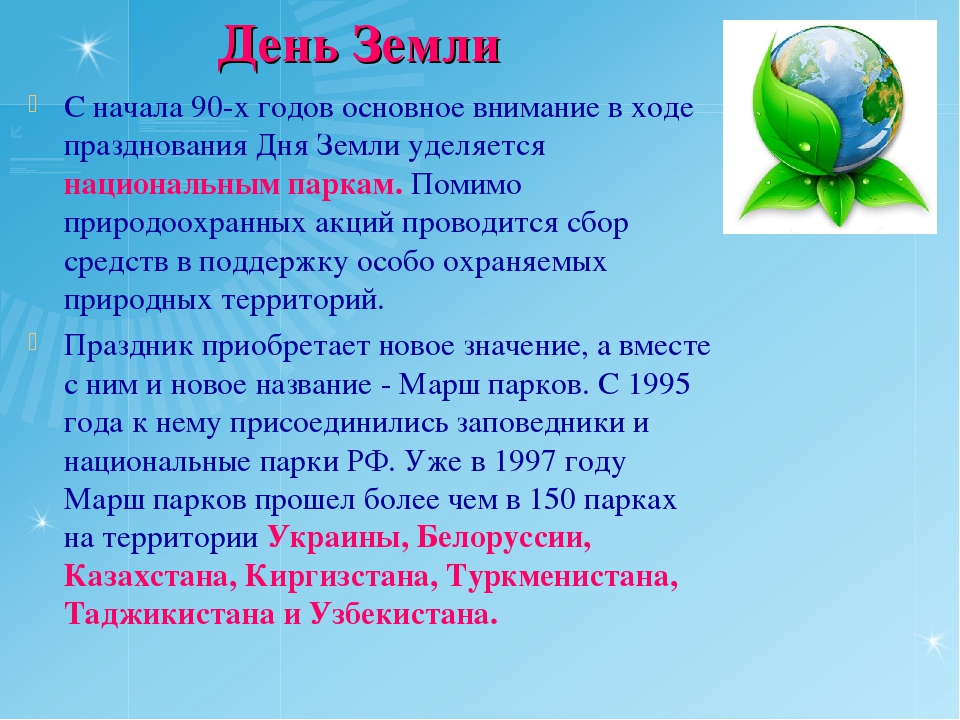 День Земли
С начала 90-х годов основное внимание в ходе
празднования Дня Земли уделяется
национальным паркам. Помимо
природоохранных акций проводится сбор
средств в поддержку особо охраняемых
природных территорий.
Праздник приобретает новое значение, а вместе
с ним и новое название - Марш парков. С 1995
года к нему присоединились заповедники и
национальные парки РФ. Уже в 1997 году
Марш парков прошел более чем в 150 парках
на территории Украины, Белоруссии,
Казахстана, Киргизстана, Туркменистана,
Таджикистана и Узбекистана.